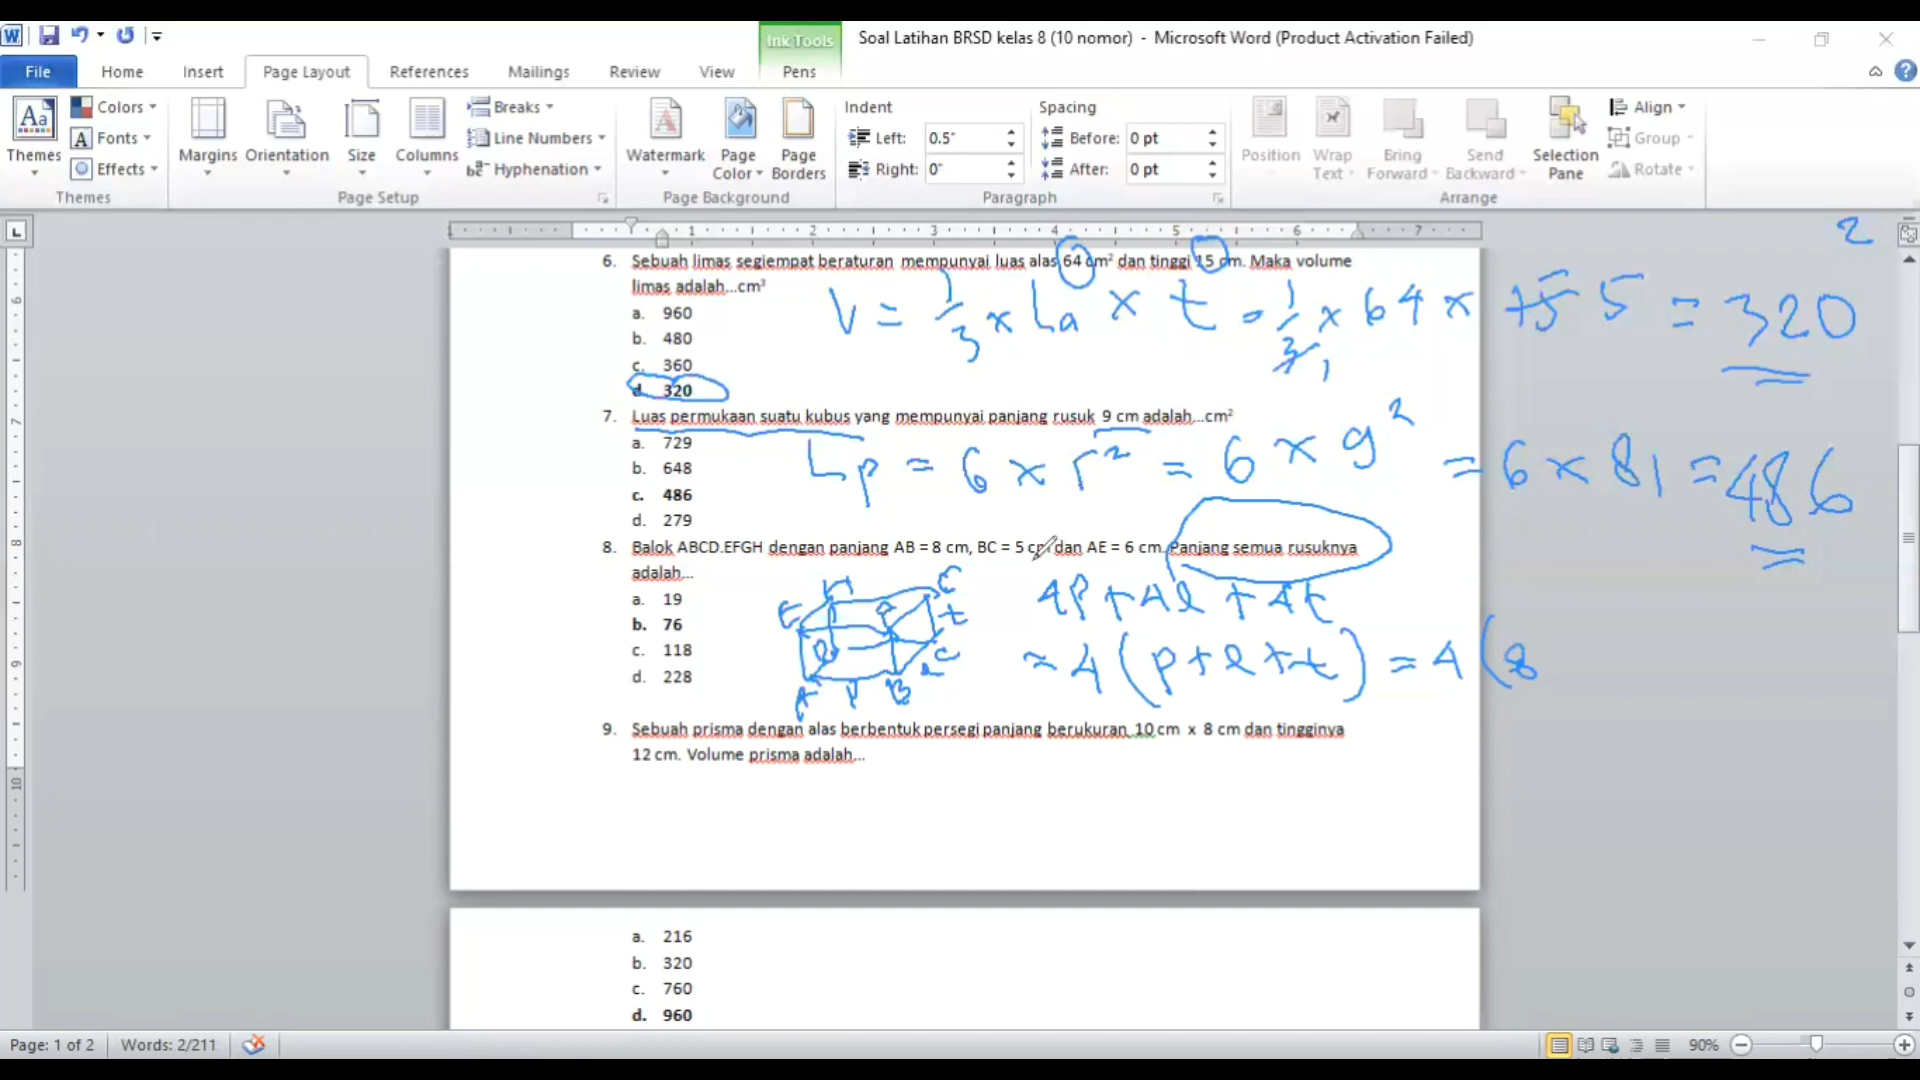 Ink Tools
Soal Latihan BRSD kelas 8 (10 nomor) - Microsoft Word (Product Activation Failed)
File Home Insert Page Layout References Mailings Review View Pens
Themes
Colors
Fonts
Effects
Themes
Margins Orientation Size Columns
Breaks
Line Numbers
Hyphenation
Page Setup
Watermark Page Color Page Borders
Page Background
Indent Spacing
Left: 0.5" Before: 0 pt
Right: 0" After: 0 pt
Paragraph
Position Wrap Text Bring Forward Send Backward Selection Pane
Align
Group
Rotate
Arrange
2
6. Sebuah limas segiempat beraturan mempunyai luas alas 64 cm² dan tinggi 15 cm. Maka volume
limas adalah...cm³
V = 1/3 x La x t = 1/3 x 64 x 15 5 = 320
1
a. 960
b. 480
c. 360
d. 320
7. Luas permukaan suatu kubus yang mempunyai panjang rusuk 9 cm adalah...cm²
Lp = 6 x r² = 6 x 9² = 6 x 81 = 486
a. 729
b. 648
c. 486
d. 279
8. Balok ABCD.EFGH dengan panjang AB = 8 cm, BC = 5 cm dan AE = 6 cm. Panjang semua rusuknya
adalah...
a. 19
b. 76
c. 118
d. 228
4p + 4l + 4t
= 4 (p + l + t) = 4 (8
E H t
A p B l C
9. Sebuah prisma dengan alas berbentuk persegi panjang berukuran 10 cm x 8 cm dan tingginya
12 cm. Volume prisma adalah...
a. 216
b. 320
c. 760
d. 960
Page: 1 of 2 Words: 2/211 90%